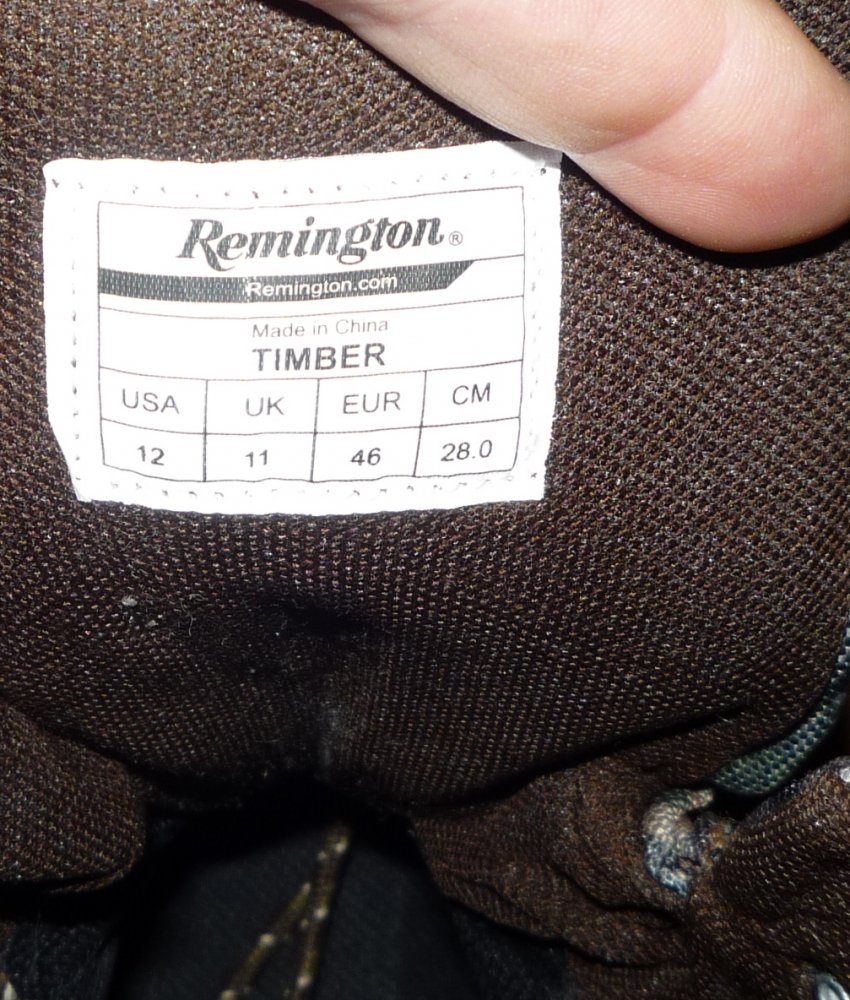 Remington®
Remington.com
Made in China
TIMBER
USA UK EUR CM
12 11 46 28.0